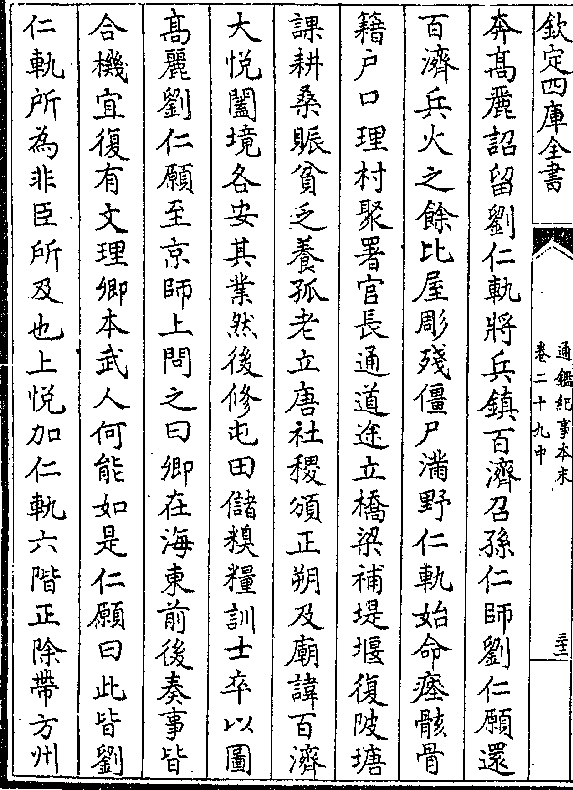 欽定四庫全書
通鑑紀事本末
卷二十九中
奔髙麗詔留劉仁軌將兵鎮百濟召孫仁師劉仁願還
百濟兵火之餘比屋彫殘僵尸滿野仁軌始命瘞骸骨
籍戸口理村聚署官長通道途立橋梁補堤堰復陂塘
課耕桑賑貧乏養孤老立唐社稷頒正朔及廟諱百濟
大悦闔境各安其業然後修屯田儲糗糧訓士卒以圖
髙麗劉仁願至京師上問之曰卿在海東前後奏事皆
合機宜復有文理卿本武人何能如是仁願曰此皆劉
仁軌所為非臣所及也上悦加仁軌六階正除帶方州